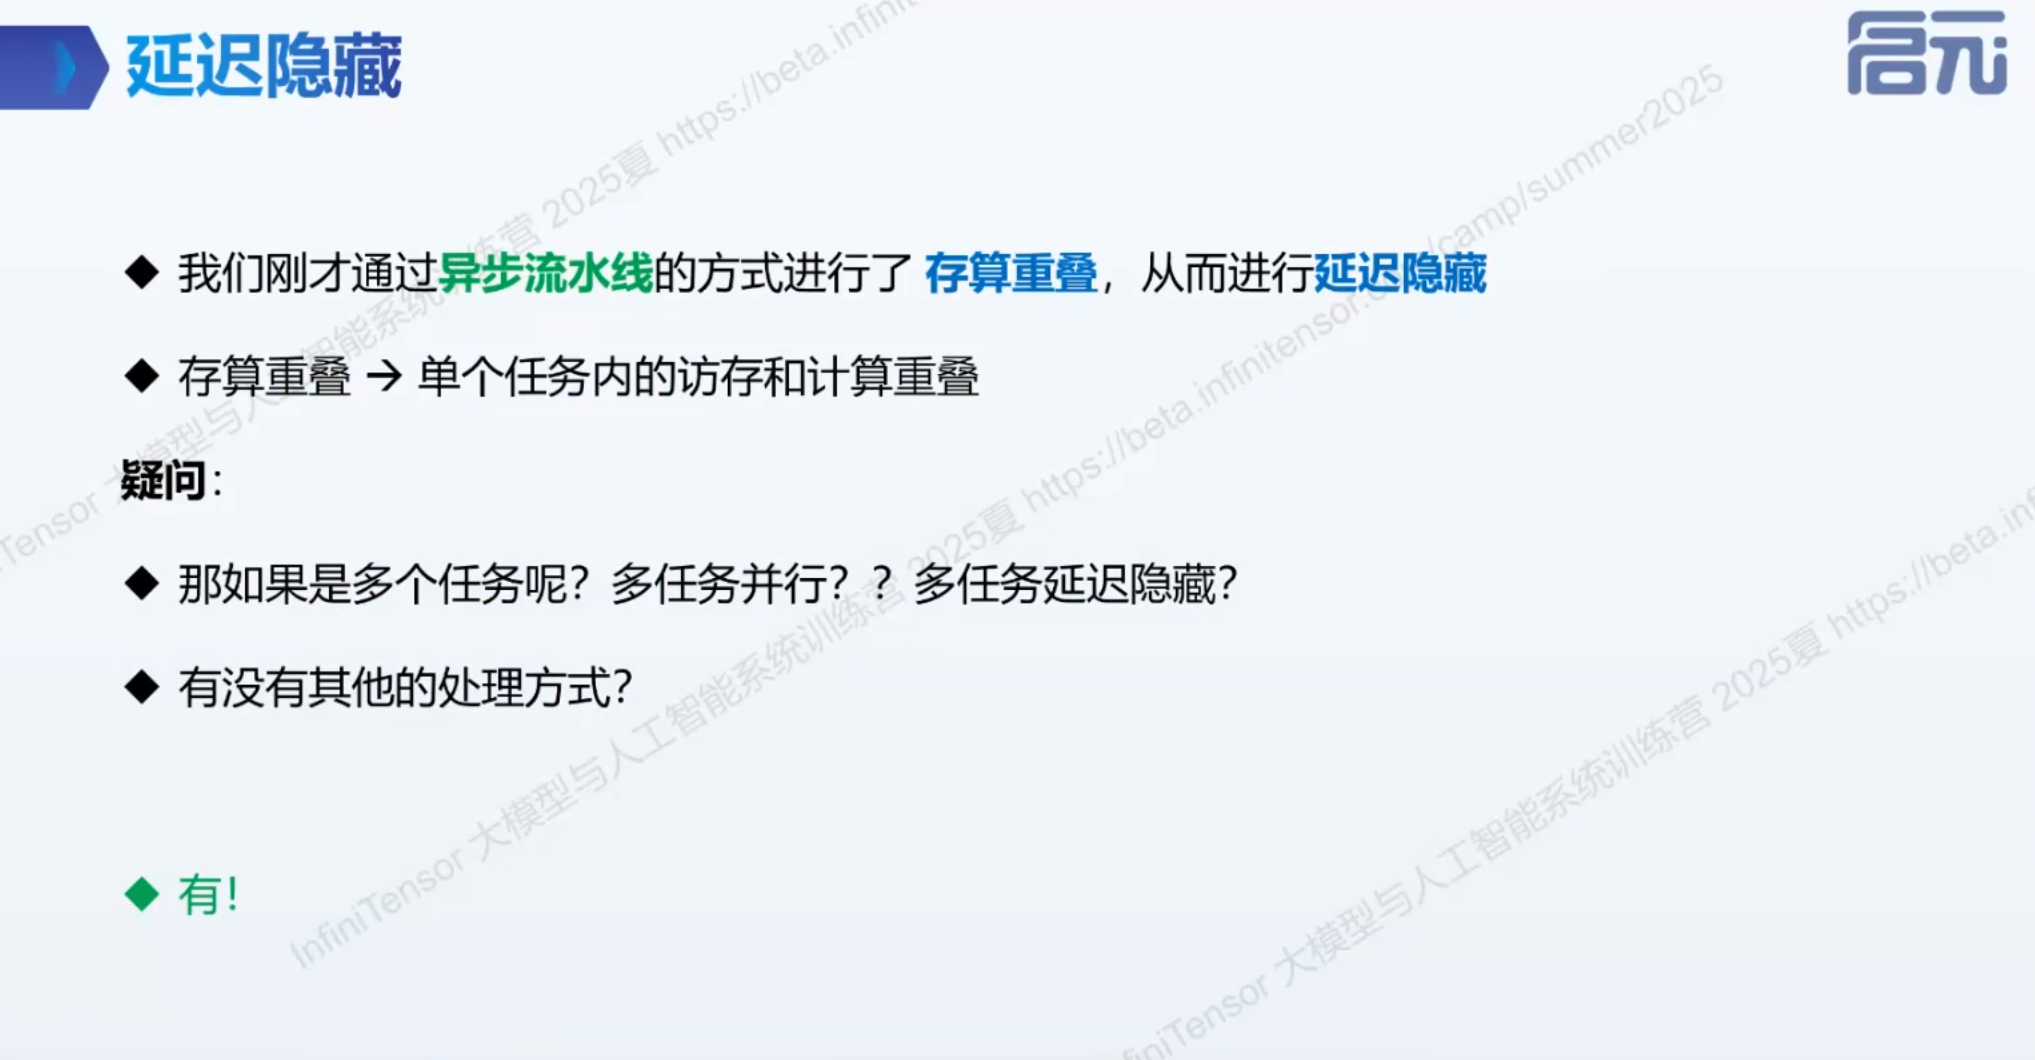 延迟隐藏
启元
我们刚才通过异步流水线的方式进行了 存算重叠，从而进行延迟隐藏
存算重叠 → 单个任务内的访存和计算重叠
疑问：
那如果是多个任务呢？多任务并行？？多任务延迟隐藏？
有没有其他的处理方式？
有！
InfiniTensor 大模型与人工智能系统训练营 2025夏 https://beta.infinitensor.com/camp/summer2025